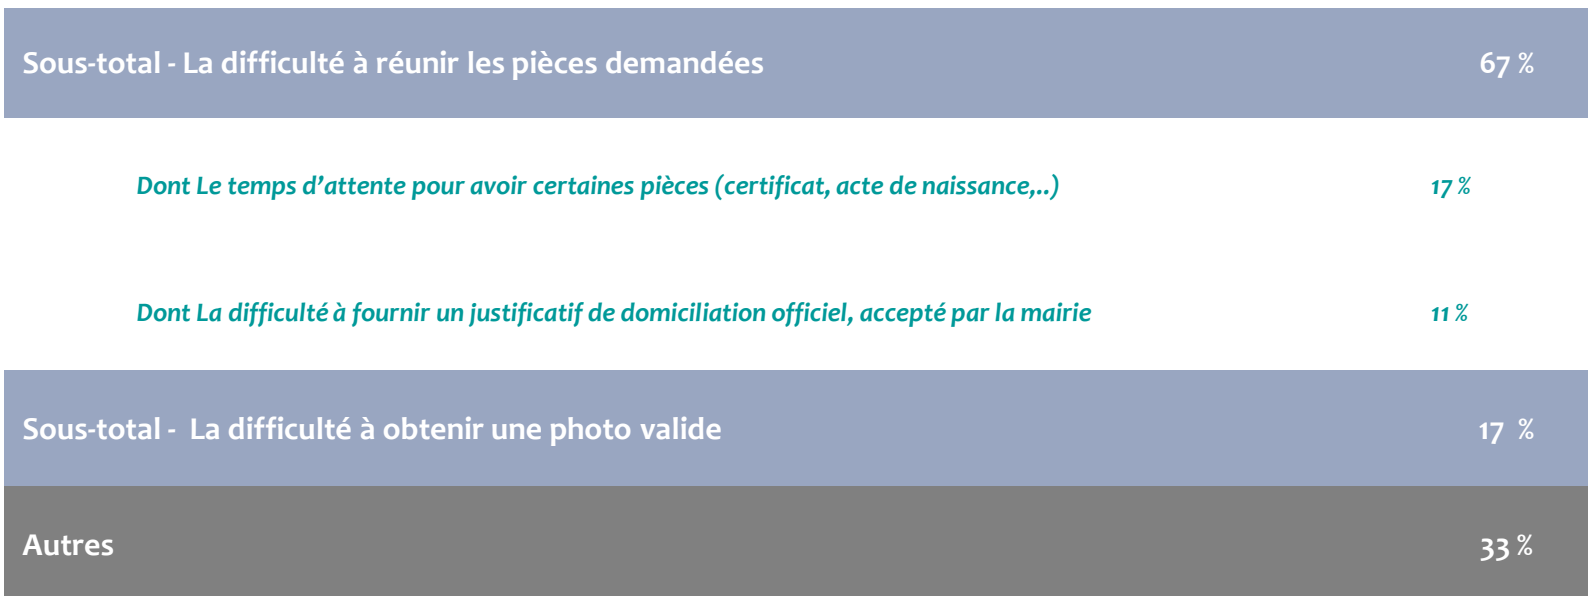 Sous-total - La difficulté à réunir les pièces demandées 67 %
Dont Le temps d’attente pour avoir certaines pièces (certificat, acte de naissance,..) 17 %
Dont La difficulté à fournir un justificatif de domiciliation officiel, accepté par la mairie 11 %
Sous-total - La difficulté à obtenir une photo valide 17 %
Autres 33 %